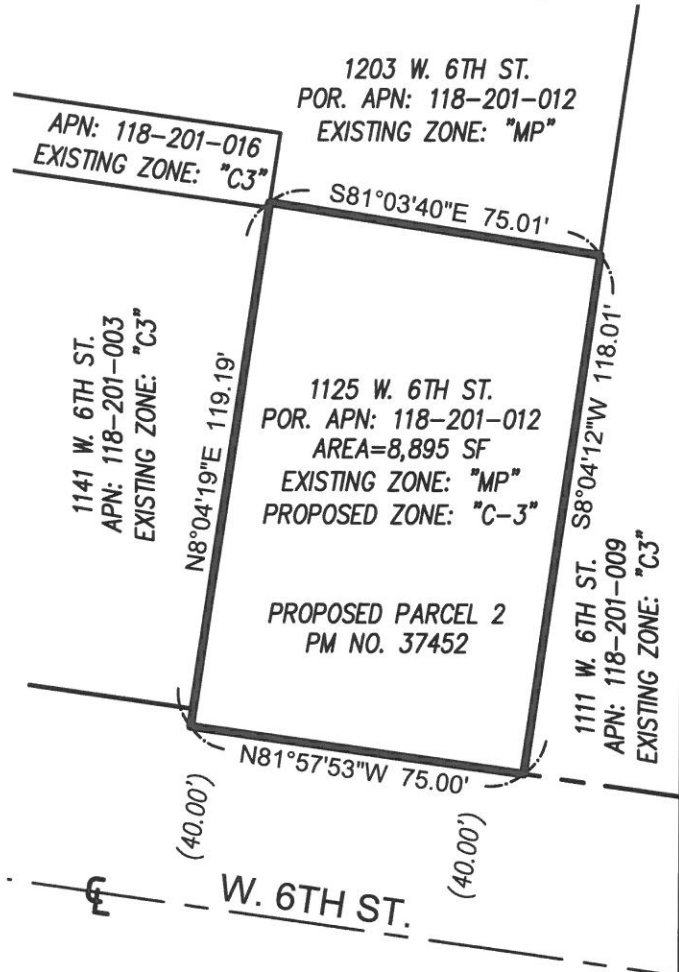 1203 W. 6TH ST.
POR. APN: 118-201-012
EXISTING ZONE: "MP"
APN: 118-201-016
EXISTING ZONE: "C3"
S81°03'40"E 75.01'
1141 W. 6TH ST.
APN: 118-201-003
EXISTING ZONE: "C3"
N8°04'19"E 119.19'
1125 W. 6TH ST.
POR. APN: 118-201-012
AREA=8,895 SF
EXISTING ZONE: "MP"
PROPOSED ZONE: "C-3"
PROPOSED PARCEL 2
PM NO. 37452
S8°04'12"W 118.01'
1111 W. 6TH ST.
APN: 118-201-009
EXISTING ZONE: "C3"
N81°57'53"W 75.00'
(40.00')
(40.00')
℄ W. 6TH ST.